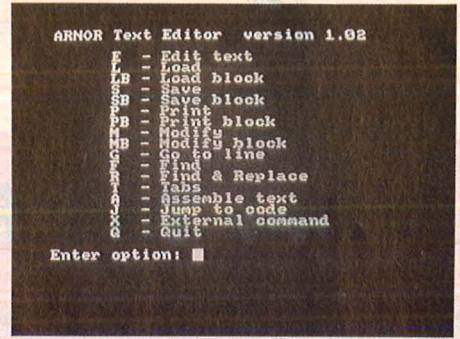 ARNOR Text Editor version 1.02
E - Edit text
L - Load
LB - Load block
S - Save
SB - Save block
P - Print
PB - Print block
M - Modify
MB - Modify block
G - Go to line
F - Find
R - Find & Replace
T - Tabs
A - Assemble text
J - Jump to code
X - External command
Q - Quit
Enter option: